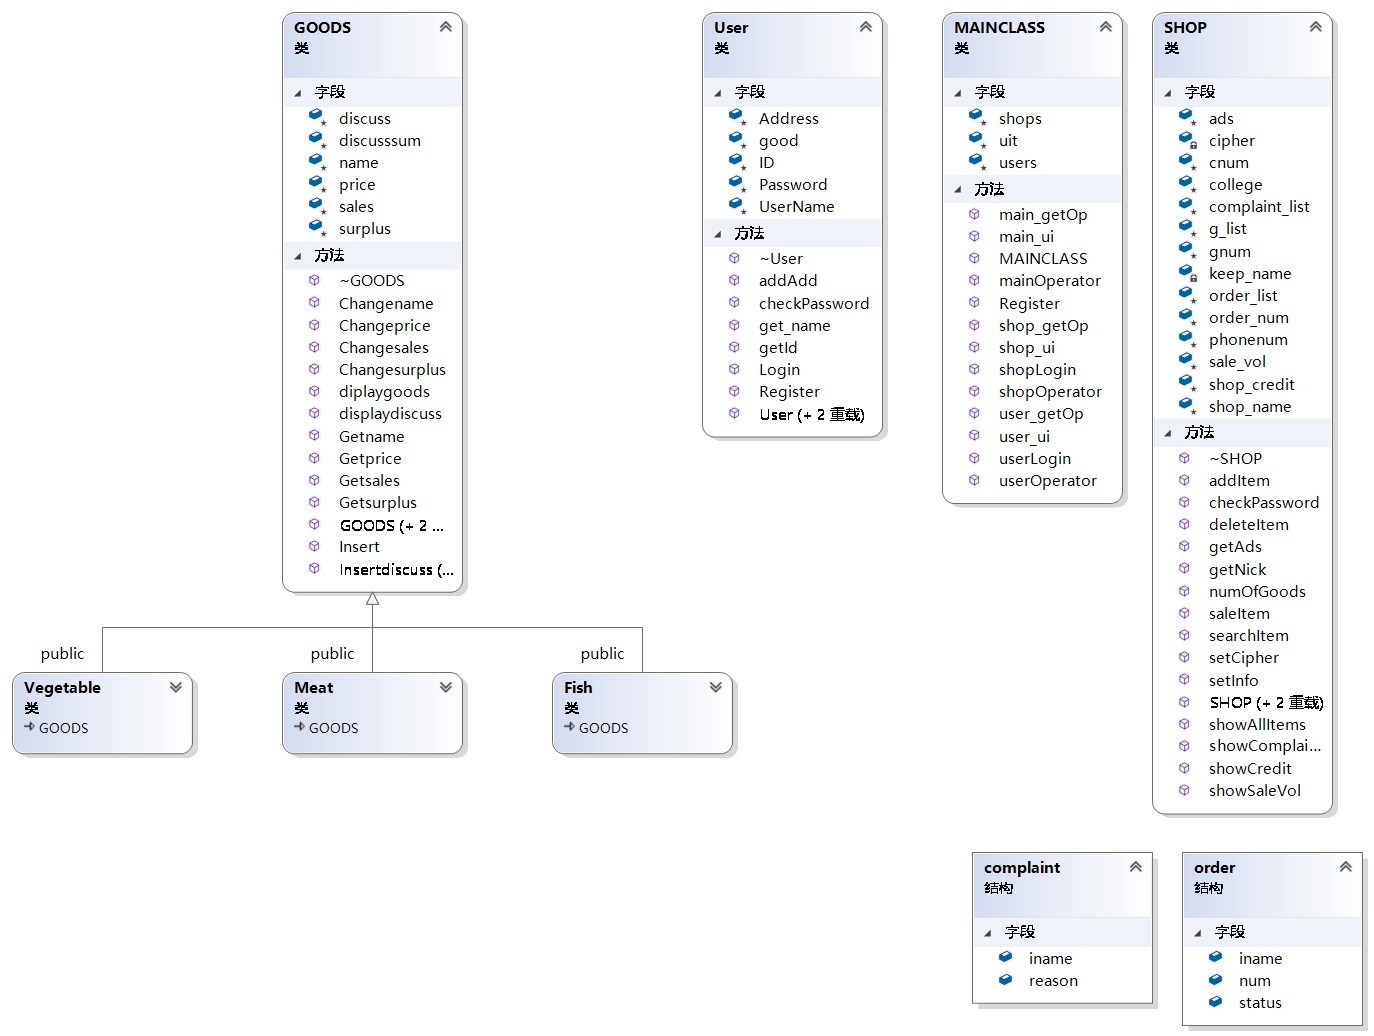 GOODS
类
字段
discuss
discusssum
name
price
sales
surplus
方法
~GOODS
Changename
Changeprice
Changesales
Changesurplus
diplaygoods
displaydiscuss
Getname
Getprice
Getsales
Getsurplus
GOODS (+ 2 ...
Insert
Insertdiscuss (...
public
public
public
Vegetable
类
GOODS
Meat
类
GOODS
Fish
类
GOODS
User
类
字段
Address
good
ID
Password
UserName
方法
~User
addAdd
checkPassword
get_name
getId
Login
Register
User (+ 2 重载)
MAINCLASS
类
字段
shops
uit
users
方法
main_getOp
main_ui
MAINCLASS
mainOperator
Register
shop_getOp
shop_ui
shopLogin
shopOperator
user_getOp
user_ui
userLogin
userOperator
SHOP
类
字段
ads
cipher
cnum
college
complaint_list
g_list
gnum
keep_name
order_list
order_num
phonenum
sale_vol
shop_credit
shop_name
方法
~SHOP
addItem
checkPassword
deleteItem
getAds
getNick
numOfGoods
saleItem
searchItem
setCipher
setInfo
SHOP (+ 2 重载)
showAllItems
showComplai...
showCredit
showSaleVol
complaint
结构
字段
iname
reason
order
结构
字段
iname
num
status